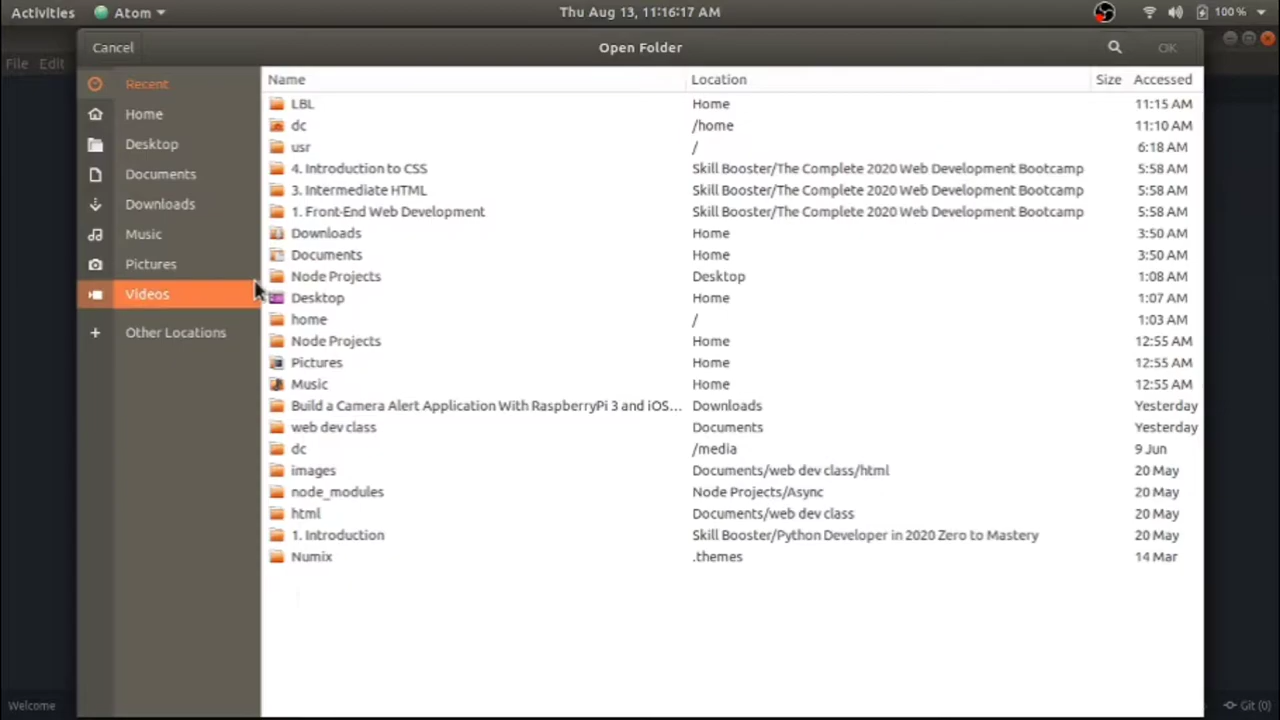 Activities Atom Thu Aug 13, 11:16:17 AM 100 %
Cancel Open Folder OK
File Edit
Recent
Home
Desktop
Documents
Downloads
Music
Pictures
Videos
+ Other Locations
Name Location Size Accessed
LBL Home 11:15 AM
dc /home 11:10 AM
usr / 6:18 AM
4. Introduction to CSS Skill Booster/The Complete 2020 Web Development Bootcamp 5:58 AM
3. Intermediate HTML Skill Booster/The Complete 2020 Web Development Bootcamp 5:58 AM
1. Front-End Web Development Skill Booster/The Complete 2020 Web Development Bootcamp 5:58 AM
Downloads Home 3:50 AM
Documents Home 3:50 AM
Node Projects Desktop 1:08 AM
Desktop Home 1:07 AM
home / 1:03 AM
Node Projects Home 12:55 AM
Pictures Home 12:55 AM
Music Home 12:55 AM
Build a Camera Alert Application With RaspberryPi 3 and iOS... Downloads Yesterday
web dev class Documents Yesterday
dc /media 9 Jun
images Documents/web dev class/html 20 May
node_modules Node Projects/Async 20 May
html Documents/web dev class 20 May
1. Introduction Skill Booster/Python Developer in 2020 Zero to Mastery 20 May
Numix .themes 14 Mar
Welcome Git (0)